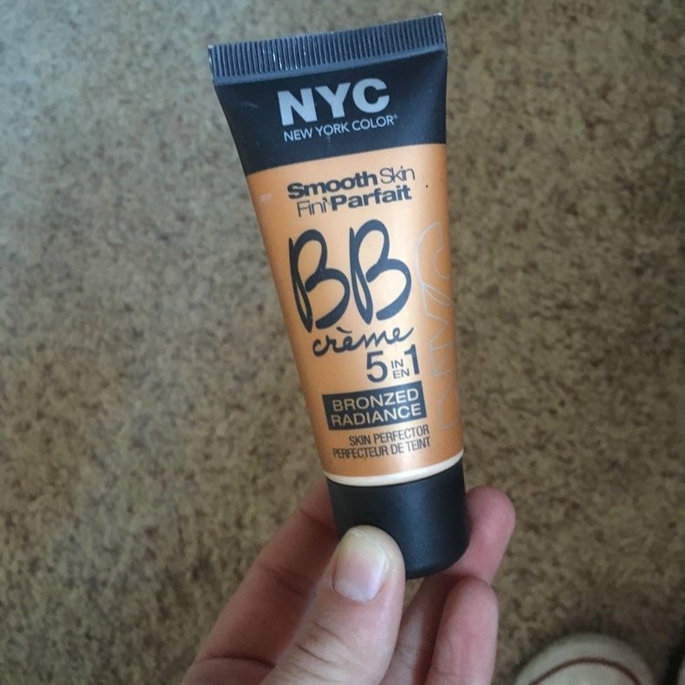 NYC
NEW YORK COLOR®
Smooth Skin
Fini Parfait
BB
crème
5 IN EN 1
BRONZED
RADIANCE
SKIN PERFECTOR
PERFECTEUR DE TEINT
NYC